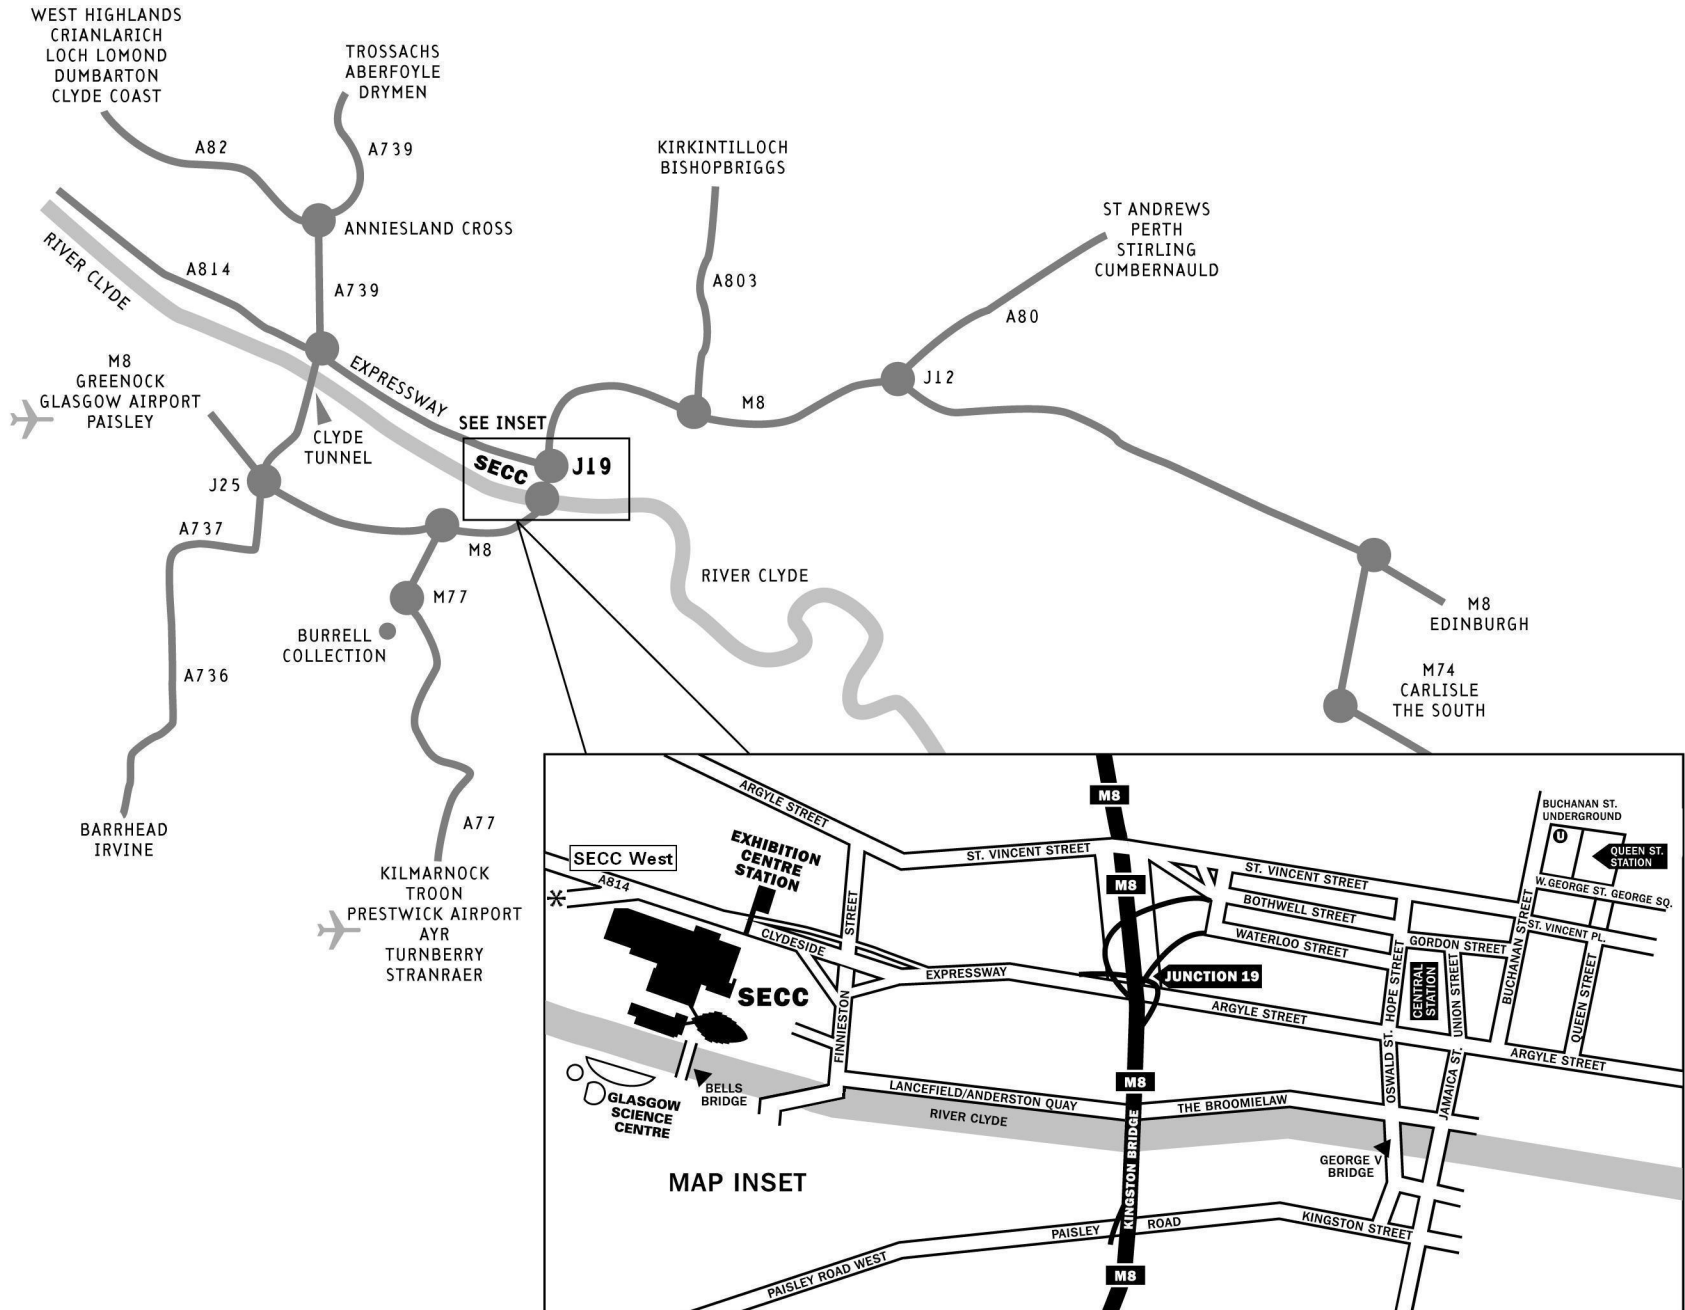 WEST HIGHLANDS
CRIANLARICH
LOCH LOMOND
DUMBARTON
CLYDE COAST
TROSSACHS
ABERFOYLE
DRYMEN
A82
A739
KIRKINTILLOCH
BISHOPBRIGGS
ST ANDREWS
PERTH
STIRLING
CUMBERNAULD
ANNIESLAND CROSS
A814
RIVER CLYDE
A739
A803
A80
M8
GREENOCK
GLASGOW AIRPORT
PAISLEY
EXPRESSWAY
SEE INSET
M8
J12
CLYDE
TUNNEL
SECC
J19
J25
A737
M8
RIVER CLYDE
M77
BURRELL
COLLECTION
A736
M8
EDINBURGH
M74
CARLISLE
THE SOUTH
BARRHEAD
IRVINE
A77
KILMARNOCK
TROON
PRESTWICK AIRPORT
AYR
TURNBERRY
STRANRAER
ARGYLE STREET
M8
BUCHANAN ST.
UNDERGROUND
U
QUEEN ST.
STATION
EXHIBITION
CENTRE
STATION
SECC West
A814
ST. VINCENT STREET
M8
ST. VINCENT STREET
W. GEORGE ST. GEORGE SQ.
BOTHWELL STREET
ST. VINCENT PL.
WATERLOO STREET
GORDON STREET
BUCHANAN STREET
QUEEN STREET
CLYDESIDE
EXPRESSWAY
JUNCTION 19
HOPE STREET
CENTRAL
STATION
UNION STREET
SECC
FINNIESTON
STREET
ARGYLE STREET
ARGYLE STREET
OSWALD ST.
JAMAICA ST.
BELLS
BRIDGE
GLASGOW
SCIENCE
CENTRE
LANCEFIELD/ANDERSTON QUAY
M8
THE BROOMIELAW
RIVER CLYDE
KINGSTON BRIDGE
GEORGE V
BRIDGE
MAP INSET
PAISLEY ROAD WEST
PAISLEY
ROAD
KINGSTON STREET
M8